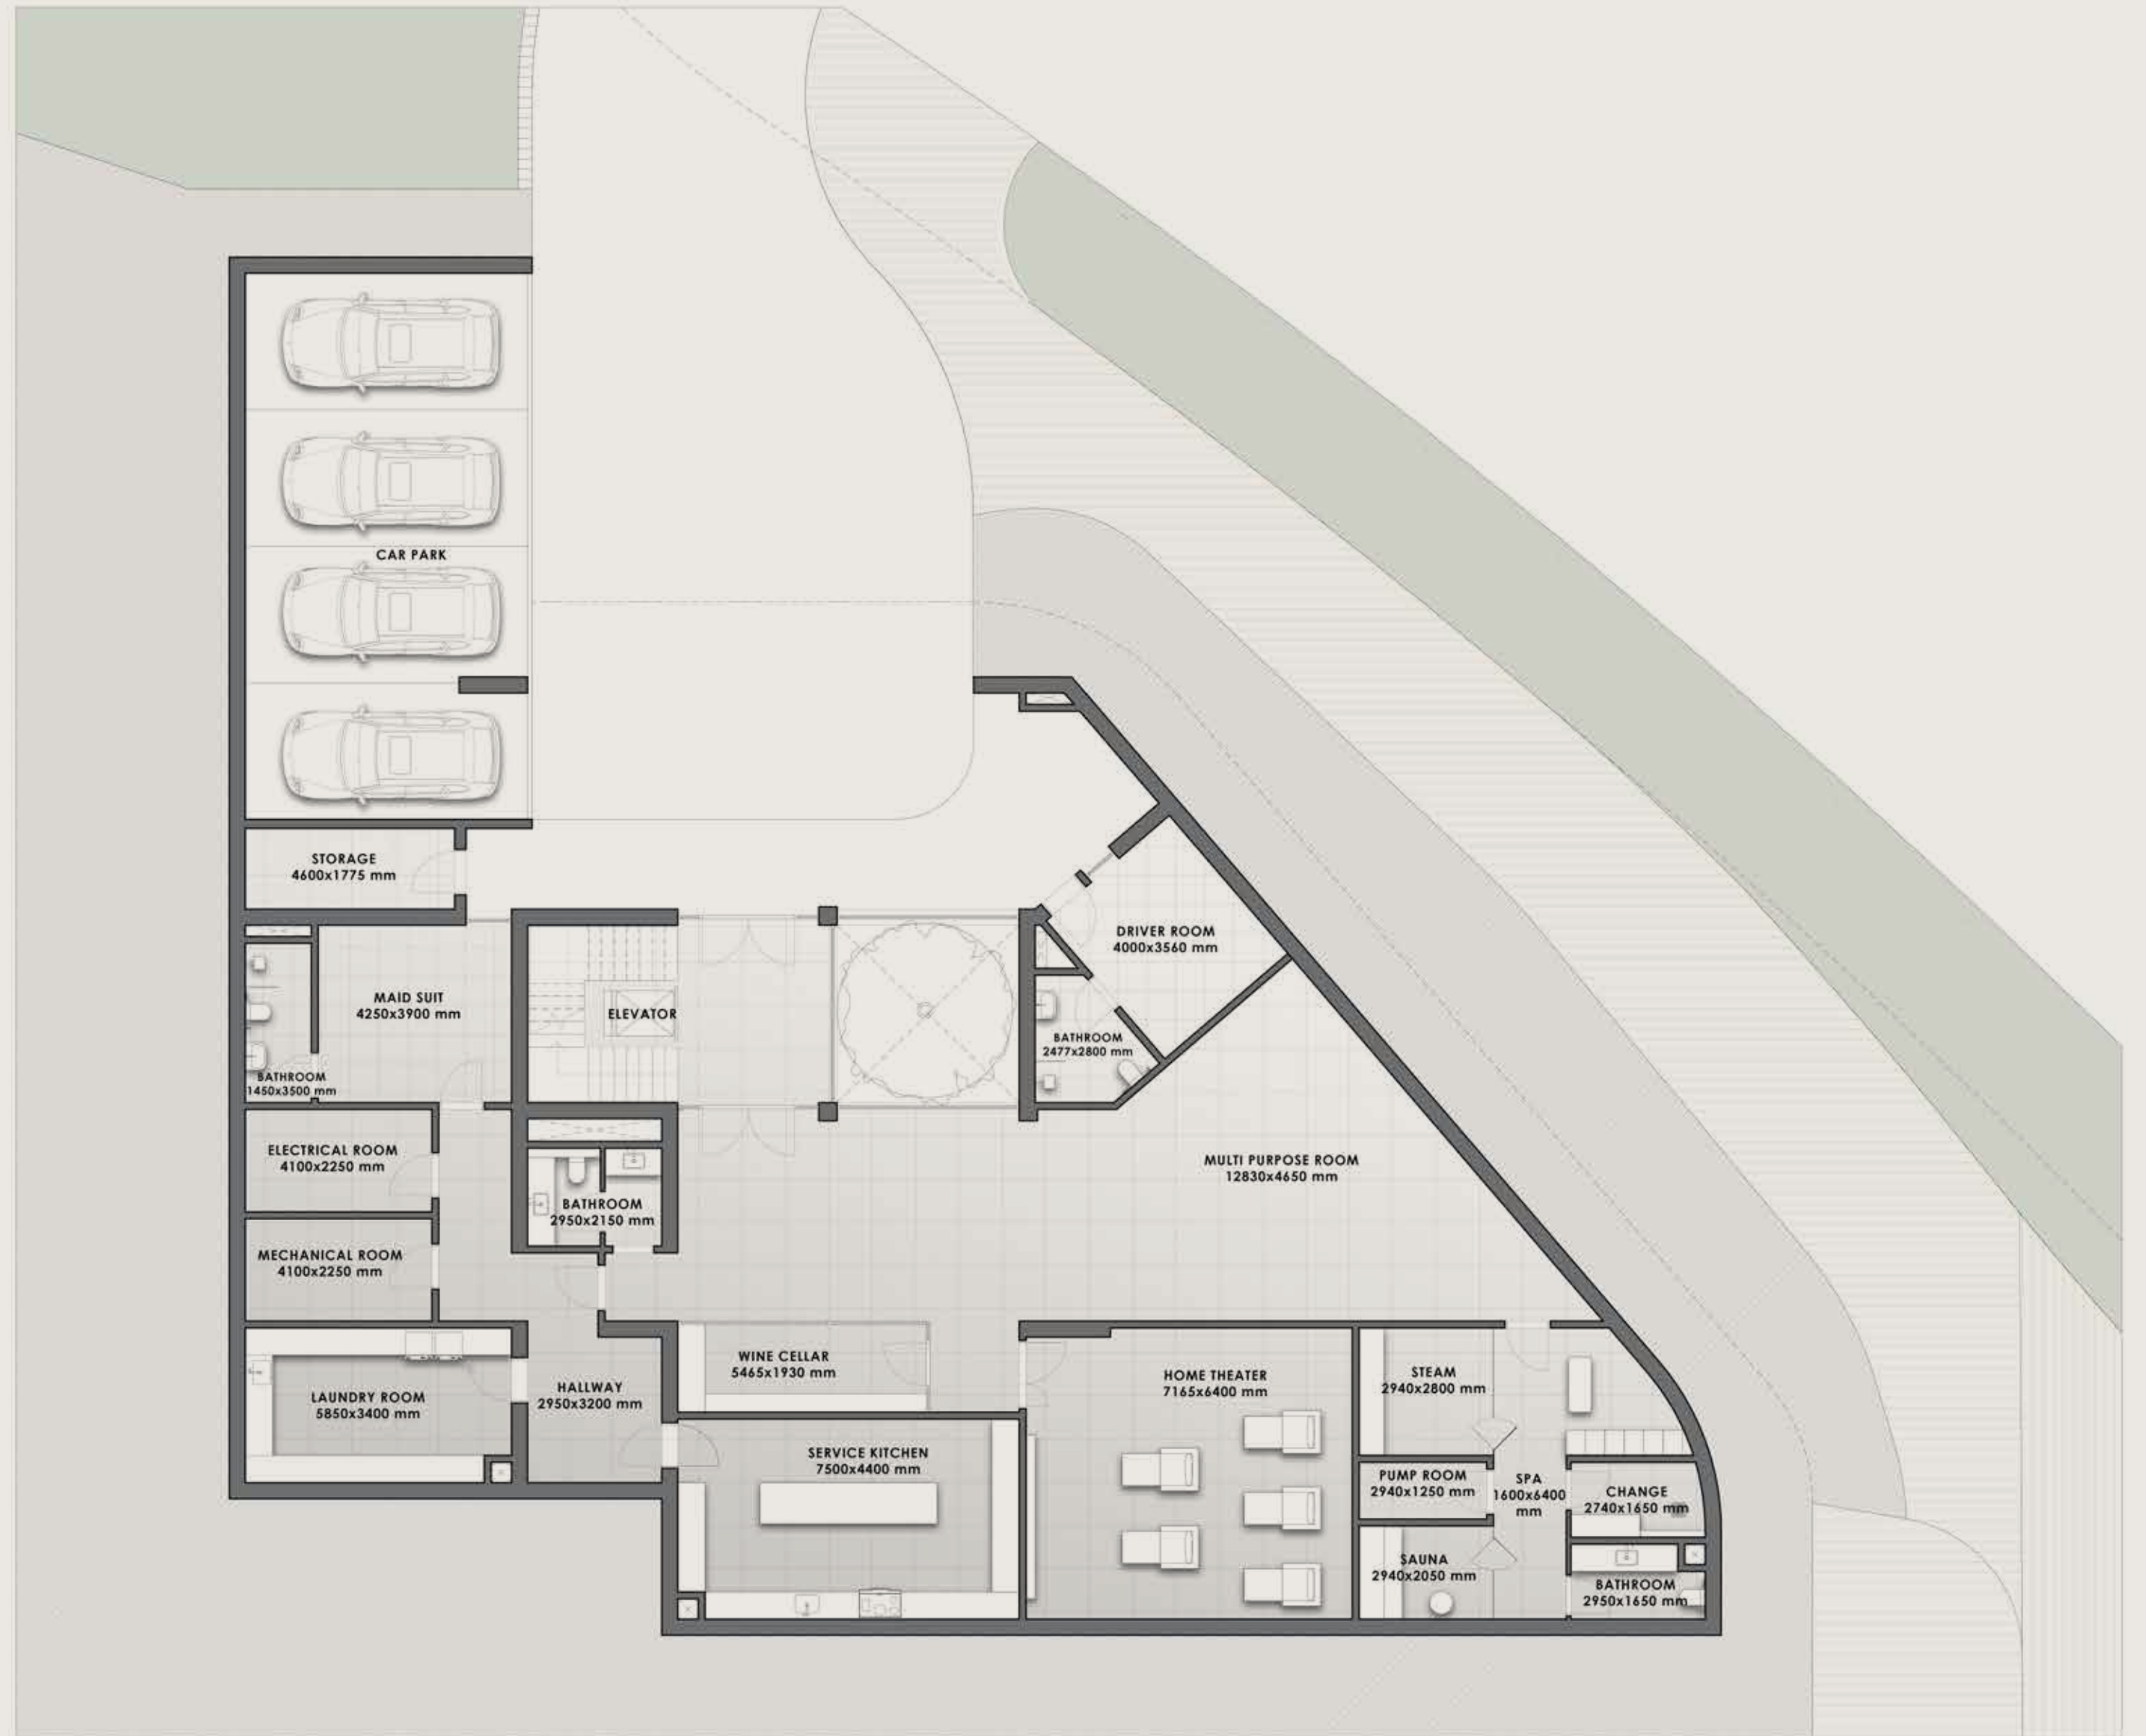 CAR PARK
STORAGE
4600x1775 mm
DRIVER ROOM
4000x3560 mm
MAID SUIT
4250x3900 mm
ELEVATOR
BATHROOM
2477x2800 mm
BATHROOM
1450x3500 mm
ELECTRICAL ROOM
4100x2250 mm
MULTI PURPOSE ROOM
12830x4650 mm
BATHROOM
2950x2150 mm
MECHANICAL ROOM
4100x2250 mm
WINE CELLAR
5465x1930 mm
HOME THEATER
7165x6400 mm
STEAM
2940x2800 mm
LAUNDRY ROOM
5850x3400 mm
HALLWAY
2950x3200 mm
SERVICE KITCHEN
7500x4400 mm
PUMP ROOM
2940x1250 mm
SPA
1600x6400
mm
CHANGE
2740x1650 mm
SAUNA
2940x2050 mm
BATHROOM
2950x1650 mm